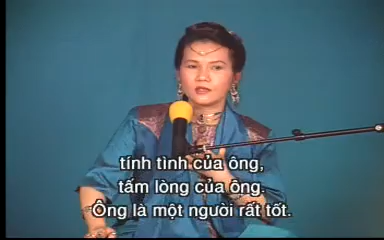 tính tình của ông,
tấm lòng của ông.
Ông là một người rất tốt.